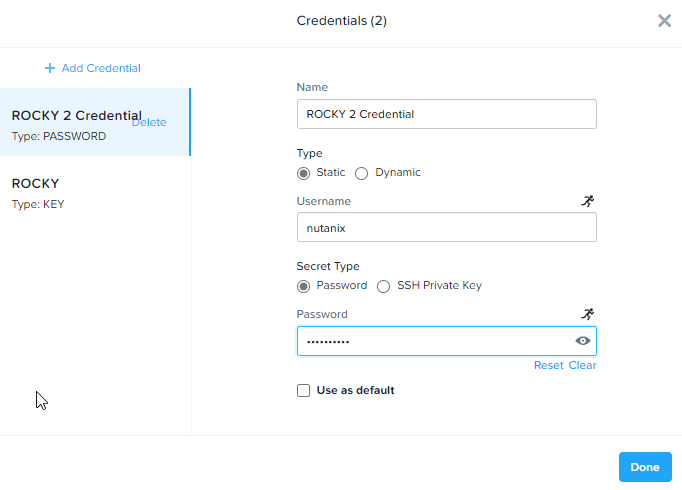 Credentials (2)
+ Add Credential
ROCKY 2 Credential
Delete
Type: PASSWORD
ROCKY
Type: KEY
Name
ROCKY 2 Credential
Type
Static Dynamic
Username
nutanix
Secret Type
Password SSH Private Key
Password
••••••••••
Reset Clear
Use as default
Done